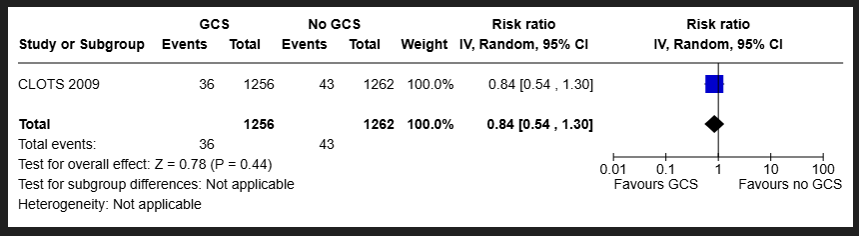 GCS No GCS Risk ratio Risk ratio
Study or Subgroup Events Total Events Total Weight IV, Random, 95% CI IV, Random, 95% CI
CLOTS 2009 36 1256 43 1262 100.0% 0.84 [0.54 , 1.30]
Total 1256 1262 100.0% 0.84 [0.54 , 1.30]
Total events: 36 43
Test for overall effect: Z = 0.78 (P = 0.44)
Test for subgroup differences: Not applicable
Heterogeneity: Not applicable
0.01 0.1 1 10 100
Favours GCS Favours no GCS